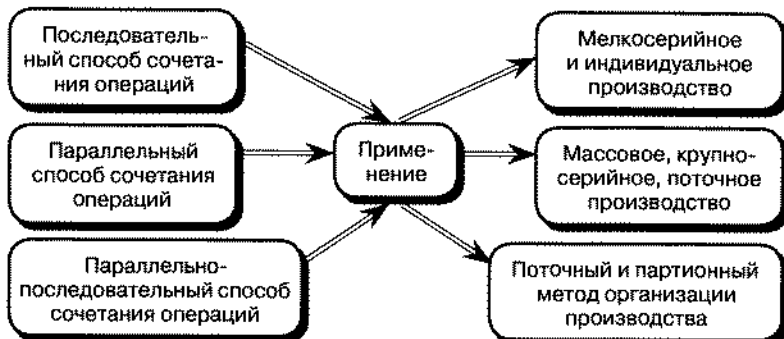 Последователь-
ный способ сочета-
ния операций
Параллельный
способ сочетания
операций
Параллельно-
последовательный способ
сочетания операций
Приме-
нение
Мелкосерийное
и индивидуальное
производство
Массовое, крупно-
серийное, поточное
производство
Поточный и партионный
метод организации
производства